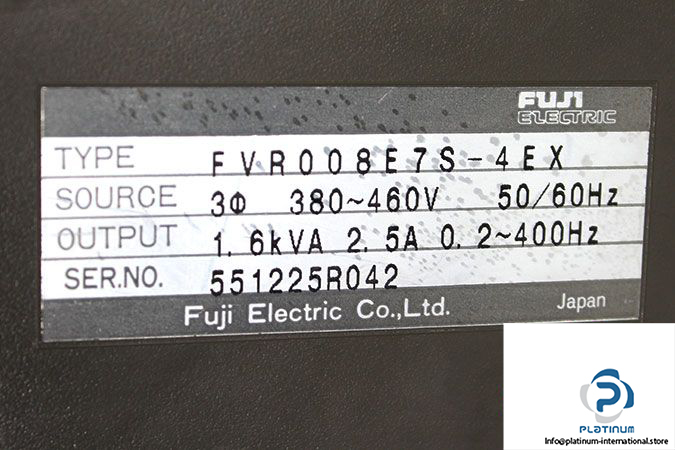 FUJI
ELECTRIC
TYPE FVR008E7S-4EX
SOURCE 3Φ 380~460V 50/60Hz
OUTPUT 1.6kVA 2.5A 0.2~400Hz
SER.NO. 551225R042
Fuji Electric Co.,Ltd. Japan
PLATINUM
Info@platinum-international.store